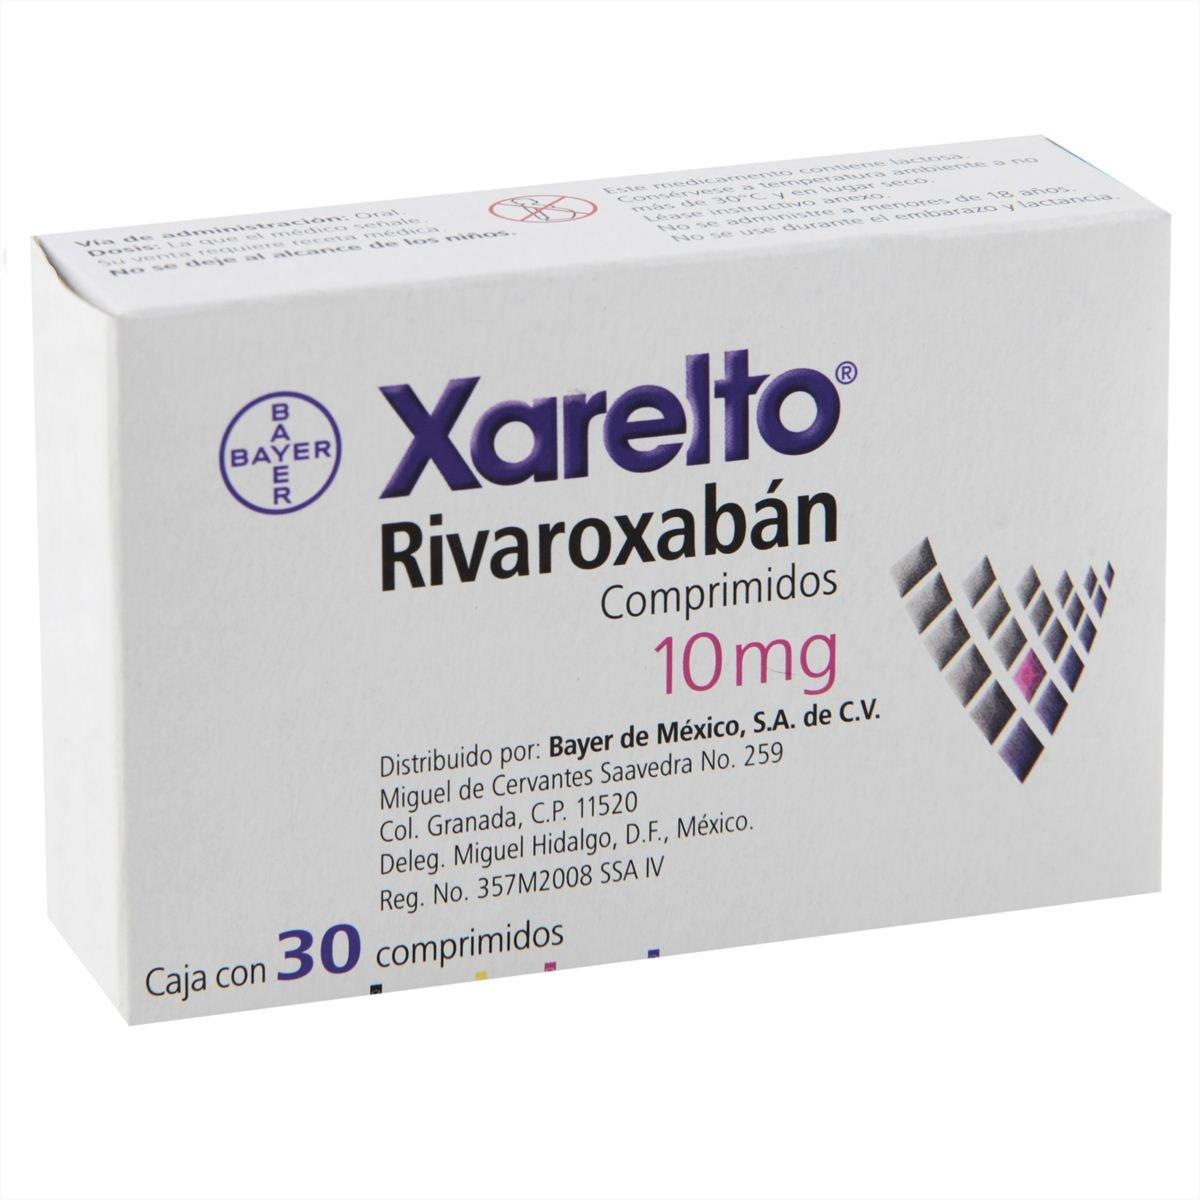 Vía de administración: Oral.
Dosis: La que el médico señale.
Su venta requiere receta médica.
No se deje al alcance de los niños.
Este medicamento contiene lactosa.
Consérvese a temperatura ambiente a no
más de 30°C y en lugar seco.
Léase instructivo anexo.
No se administre a menores de 18 años.
No se use durante el embarazo y lactancia.
BAYER
BAYER
Xarelto®
Rivaroxabán
Comprimidos
10 mg
Distribuido por: Bayer de México, S.A. de C.V.
Miguel de Cervantes Saavedra No. 259
Col. Granada, C.P. 11520
Deleg. Miguel Hidalgo, D.F., México.
Reg. No. 357M2008 SSA IV
Caja con 30 comprimidos